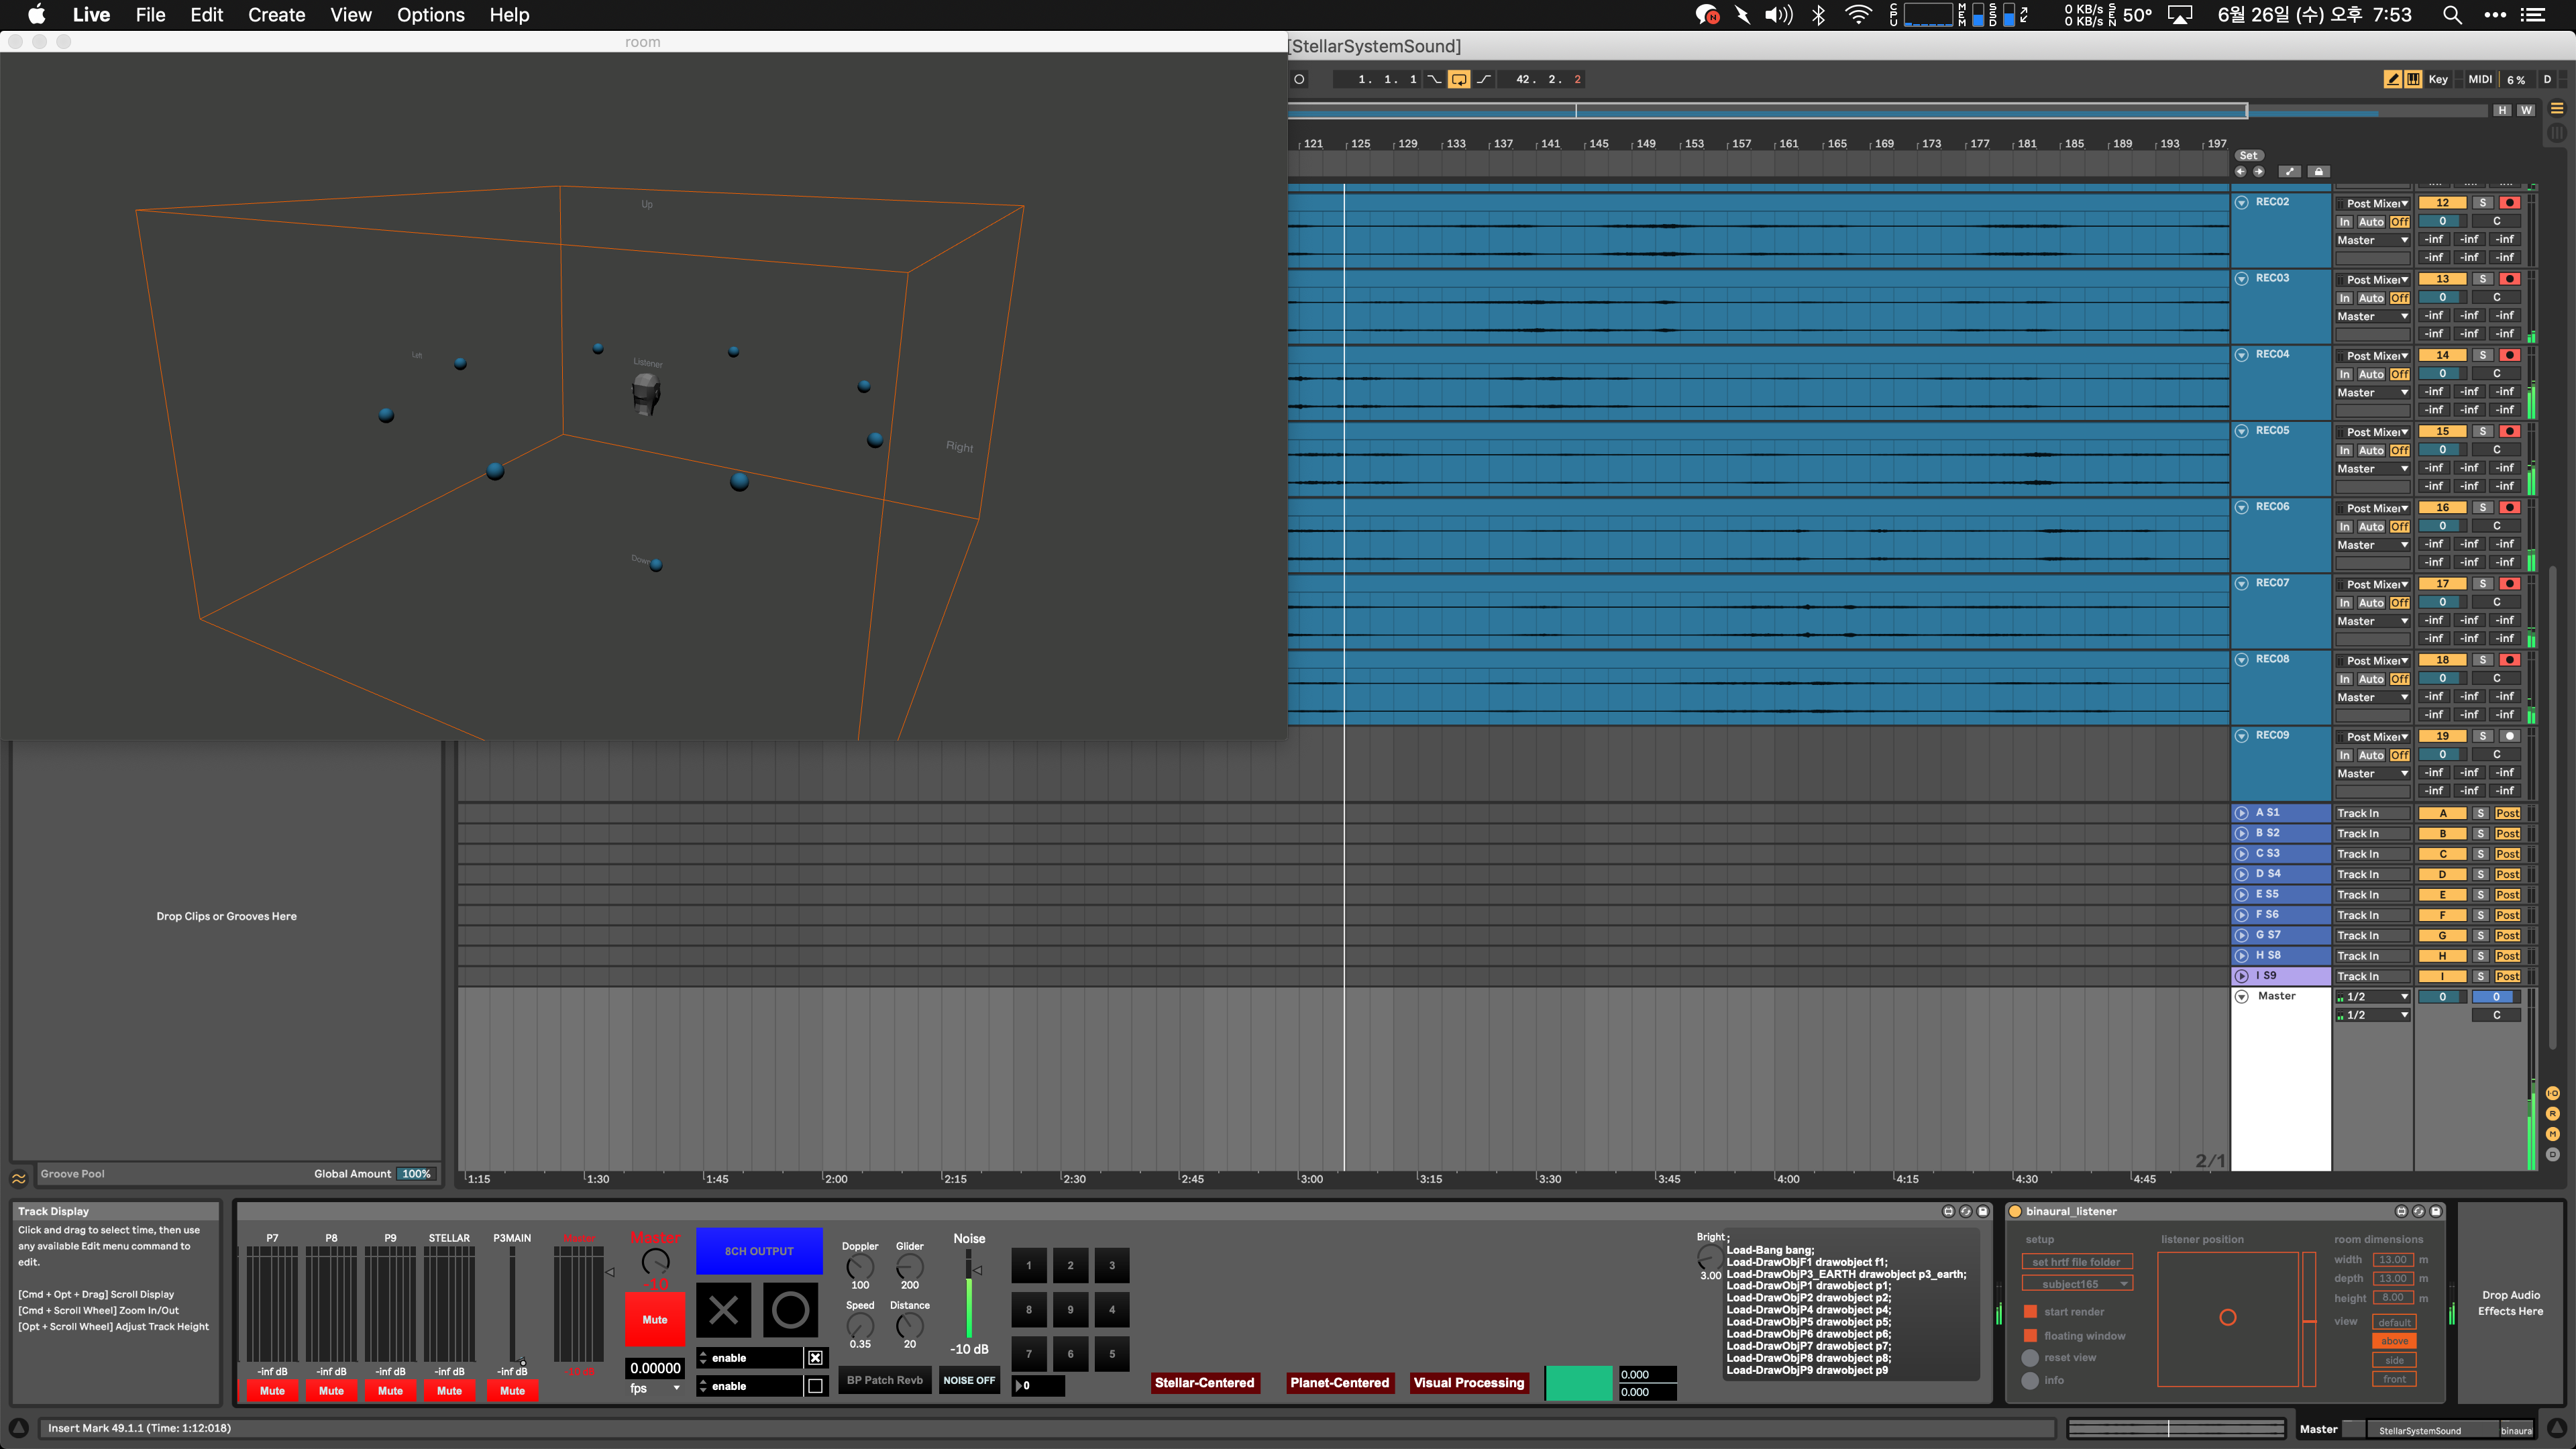 Live File Edit Create View Options Help
CPU MEM SSD 0 KB/s 0 KB/s SEN 50° 6월 26일 (수) 오후 7:53
room
[StellarSystemSound]
1. 1. 1 42. 2. 2 Key MIDI 6 % D
H W
121 125 129 133 137 141 145 149 153 157 161 165 169 173 177 181 185 189 193 197
Set
Up
Left
Listener
Right
Down
REC02 Post Mixer 12 S
In Auto Off 0 C
Master -inf -inf -inf
-inf -inf -inf
REC03 Post Mixer 13 S
In Auto Off 0 C
Master -inf -inf -inf
-inf -inf -inf
REC04 Post Mixer 14 S
In Auto Off 0 C
Master -inf -inf -inf
-inf -inf -inf
REC05 Post Mixer 15 S
In Auto Off 0 C
Master -inf -inf -inf
-inf -inf -inf
REC06 Post Mixer 16 S
In Auto Off 0 C
Master -inf -inf -inf
-inf -inf -inf
REC07 Post Mixer 17 S
In Auto Off 0 C
Master -inf -inf -inf
-inf -inf -inf
REC08 Post Mixer 18 S
In Auto Off 0 C
Master -inf -inf -inf
-inf -inf -inf
REC09 Post Mixer 19 S
In Auto Off 0 C
Master -inf -inf -inf
-inf -inf -inf
A S1 Track In A S Post
B S2 Track In B S Post
C S3 Track In C S Post
D S4 Track In D S Post
E S5 Track In E S Post
F S6 Track In F S Post
G S7 Track In G S Post
H S8 Track In H S Post
I S9 Track In I S Post
Master 1/2 0 0
1/2 C
Drop Clips or Grooves Here
I·O
R
M
D
2/1
Groove Pool Global Amount 100%
1:15 1:30 1:45 2:00 2:15 2:30 2:45 3:00 3:15 3:30 3:45 4:00 4:15 4:30 4:45
Track Display
Click and drag to select time, then use
any available Edit menu command to
edit.
[Cmd + Opt + Drag] Scroll Display
[Cmd + Scroll Wheel] Zoom In/Out
[Opt + Scroll Wheel] Adjust Track Height
P7 P8 P9 STELLAR P3MAIN Master
-inf dB -inf dB -inf dB -inf dB -inf dB -10 dB
Mute Mute Mute Mute Mute
Master
-10
Mute
0.00000
fps
8CH OUTPUT
enable
enable
Doppler Glider
100 200
Speed Distance
0.35 20
BP Patch Revb
Noise
-10 dB
NOISE OFF
1 2 3
8 9 4
7 6 5
0
Stellar-Centered Planet-Centered Visual Processing
0.000
0.000
Bright
3.00
;
Load-Bang bang;
Load-DrawObjF1 drawobject f1;
Load-DrawObjP3_EARTH drawobject p3_earth;
Load-DrawObjP1 drawobject p1;
Load-DrawObjP2 drawobject p2;
Load-DrawObjP4 drawobject p4;
Load-DrawObjP5 drawobject p5;
Load-DrawObjP6 drawobject p6;
Load-DrawObjP7 drawobject p7;
Load-DrawObjP8 drawobject p8;
Load-DrawObjP9 drawobject p9
binaural_listener
setup
set hrtf file folder
subject165
start render
floating window
reset view
info
listener position
room dimensions
width 13.00 m
depth 13.00 m
height 8.00 m
view default
above
side
front
Drop Audio
Effects Here
Insert Mark 49.1.1 (Time: 1:12:018)
Master StellarSystemSound binaura